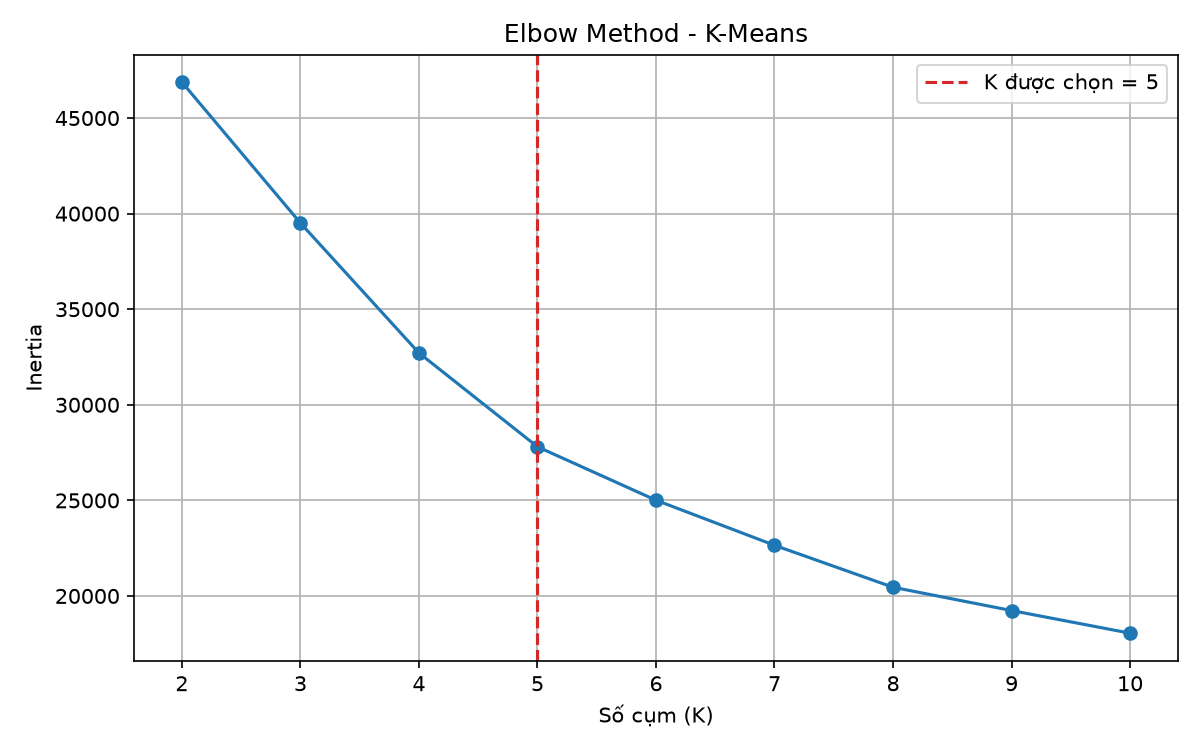 Elbow Method - K-Means
K được chọn = 5
Inertia
45000
40000
35000
30000
25000
20000
2 3 4 5 6 7 8 9 10
Số cụm (K)